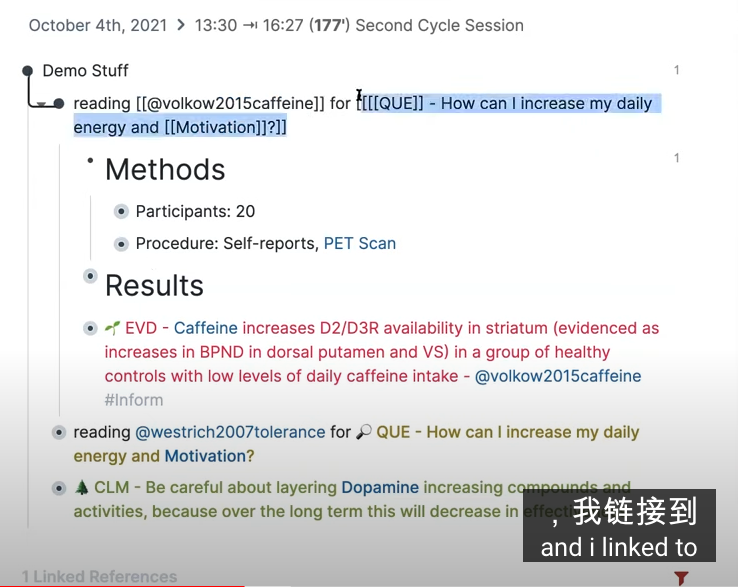 October 4th, 2021 > 13:30 ⇥ 16:27 (177') Second Cycle Session
Demo Stuff 1
reading [[@volkow2015caffeine]] for [[[[QUE]] - How can I increase my daily
energy and [[Motivation]]?]]
Methods 1
Participants: 20
Procedure: Self-reports, PET Scan
Results
EVD - Caffeine increases D2/D3R availability in striatum (evidenced as
increases in BPND in dorsal putamen and VS) in a group of healthy
controls with low levels of daily caffeine intake - @volkow2015caffeine
#Inform
reading @westrich2007tolerance for 🔎 QUE - How can I increase my daily
energy and Motivation?
🌲 CLM - Be careful about layering Dopamine increasing compounds and
activities, because over the long term this will decrease in
，我链接到
and i linked to
1 Linked References